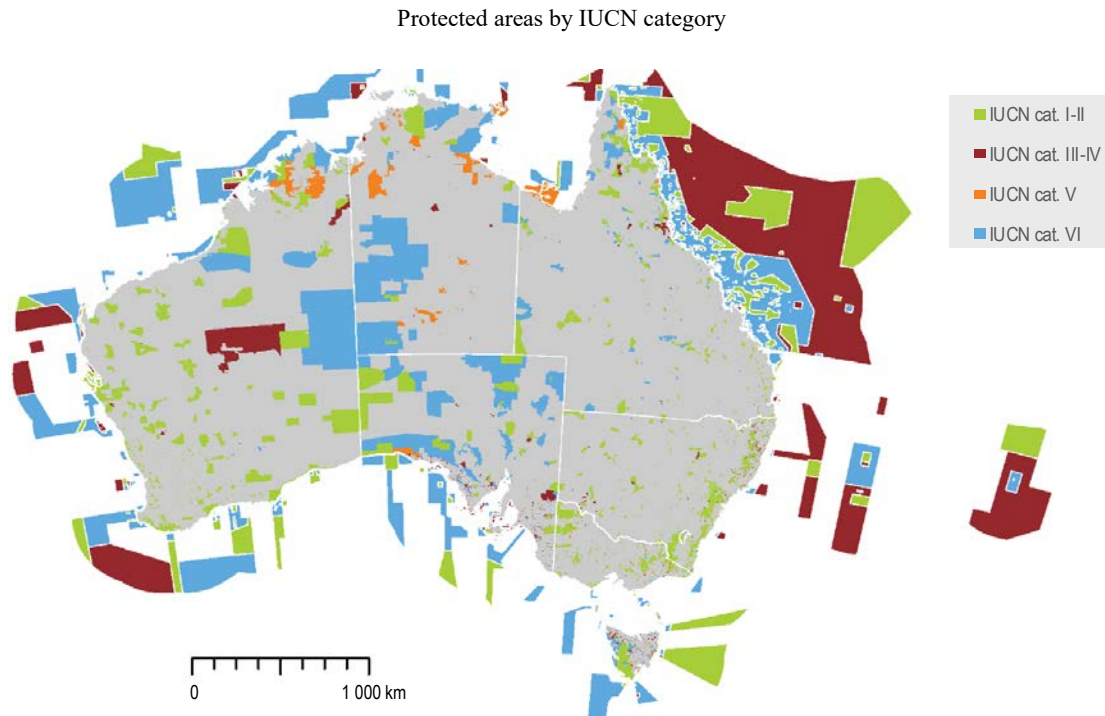 Protected areas by IUCN category
IUCN cat. I-II
IUCN cat. III-IV
IUCN cat. V
IUCN cat. VI
0 1 000 km